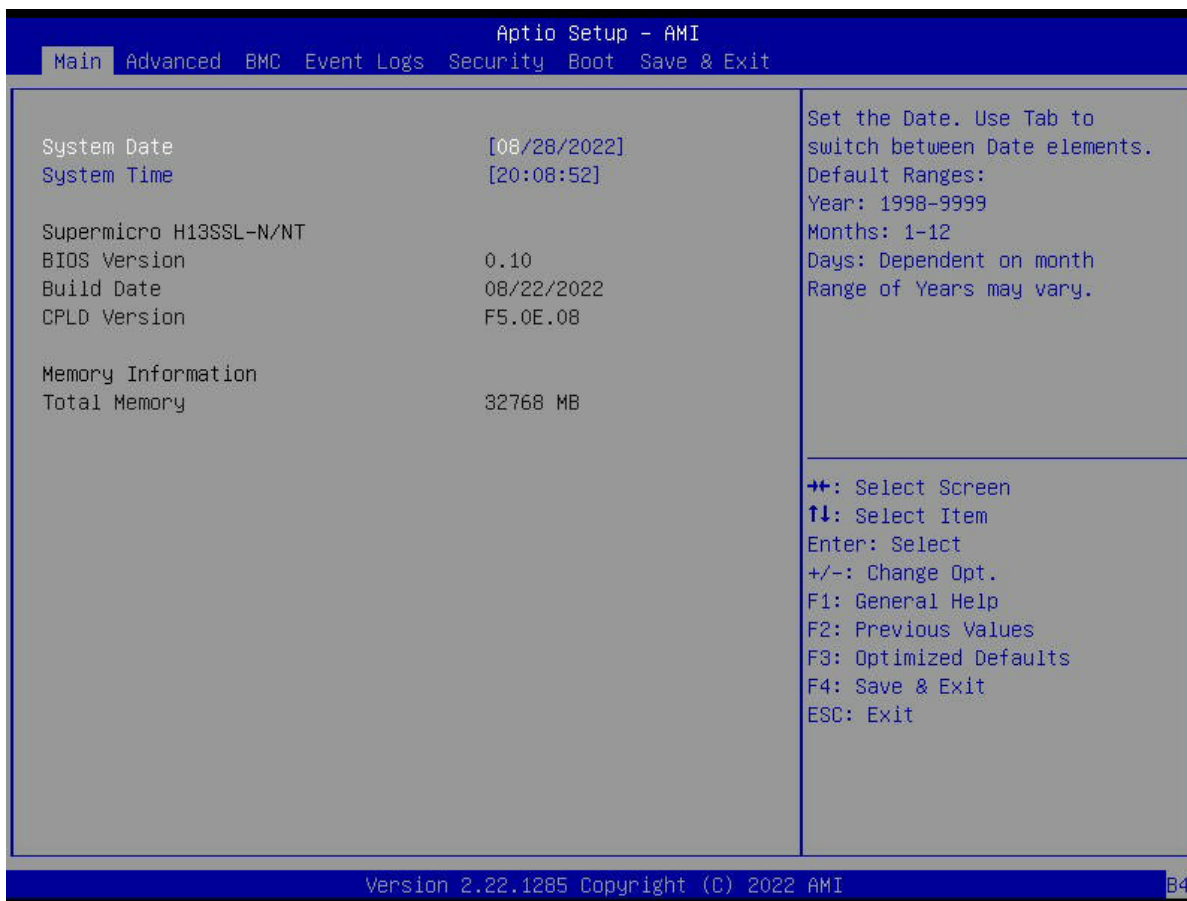 Aptio Setup – AMI
Main Advanced BMC Event Logs Security Boot Save & Exit
System Date [08/28/2022]
System Time [20:08:52]
Supermicro H13SSL-N/NT
BIOS Version 0.10
Build Date 08/22/2022
CPLD Version F5.0E.08
Memory Information
Total Memory 32768 MB
Set the Date. Use Tab to
switch between Date elements.
Default Ranges:
Year: 1998-9999
Months: 1-12
Days: Dependent on month
Range of Years may vary.
→←: Select Screen
↑↓: Select Item
Enter: Select
+/-: Change Opt.
F1: General Help
F2: Previous Values
F3: Optimized Defaults
F4: Save & Exit
ESC: Exit
Version 2.22.1285 Copyright (C) 2022 AMI
B4